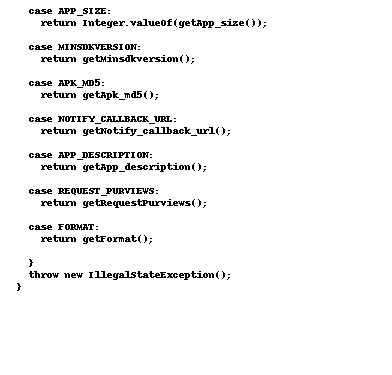 case APP_SIZE:
return Integer.valueOf(getApp_size());
case MINSDKVERSION:
return getMinsdkversion();
case APK_MD5:
return getApk_md5();
case NOTIFY_CALLBACK_URL:
return getNotify_callback_url();
case APP_DESCRIPTION:
return getApp_description();
case REQUEST_PURVIEWS:
return getRequestPurviews();
case FORMAT:
return getFormat();
}
throw new IllegalStateException();
}